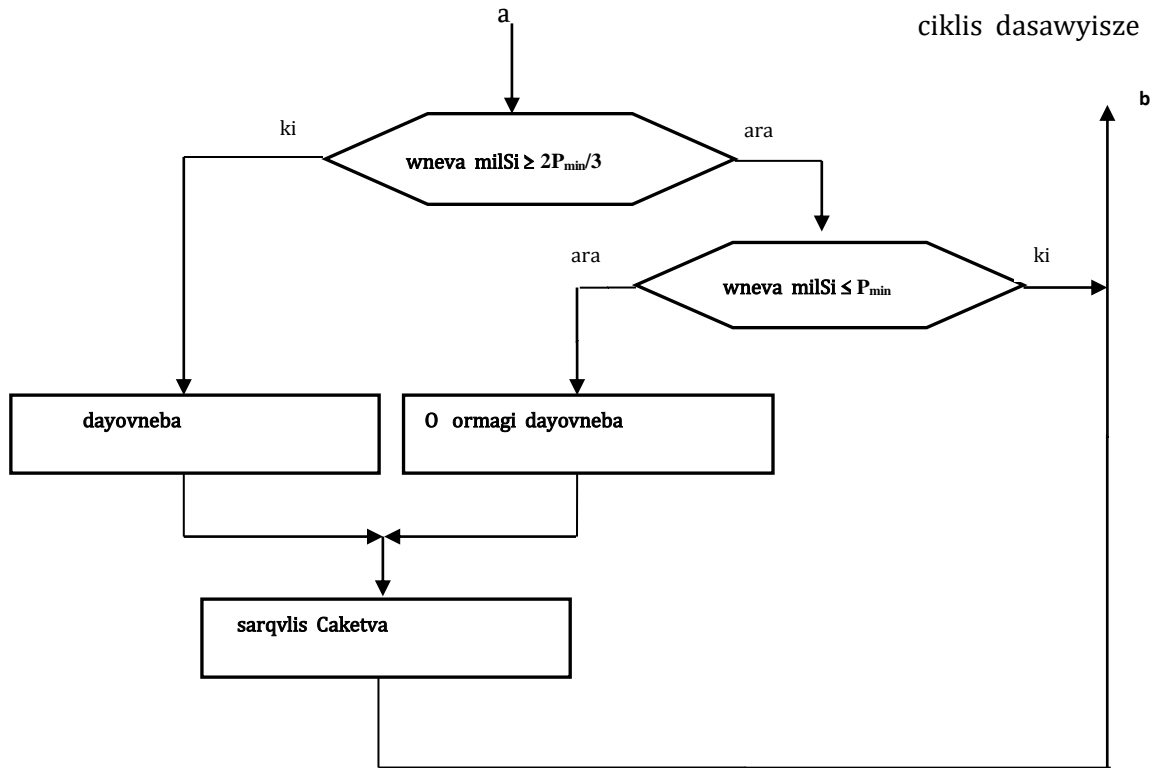 a
ciklis dasawyisze
b
ki
ara
wneva milSi ≥ 2Pmin/3
ara
ki
wneva milSi ≤ Pmin
dayovneba
O ormagi dayovneba
sarqvlis Caketva